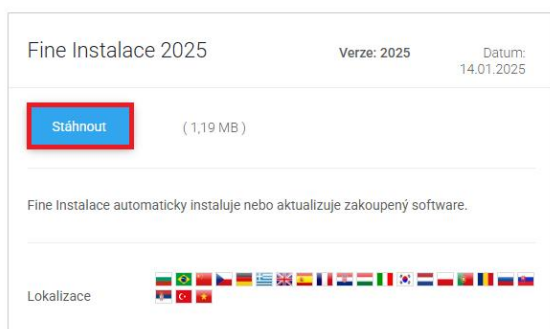 Fine Instalace 2025
Verze: 2025
Datum:
14.01.2025
Stáhnout
( 1,19 MB )
Fine Instalace automaticky instaluje nebo aktualizuje zakoupený software.
Lokalizace